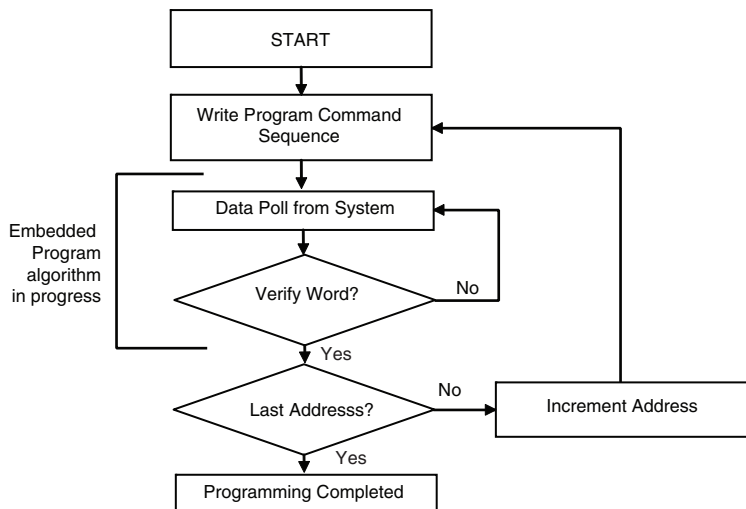 START
Write Program Command
Sequence
Data Poll from System
Embedded
Program
algorithm
in progress
Verify Word?
No
Yes
Last Addresss?
No
Increment Address
Yes
Programming Completed